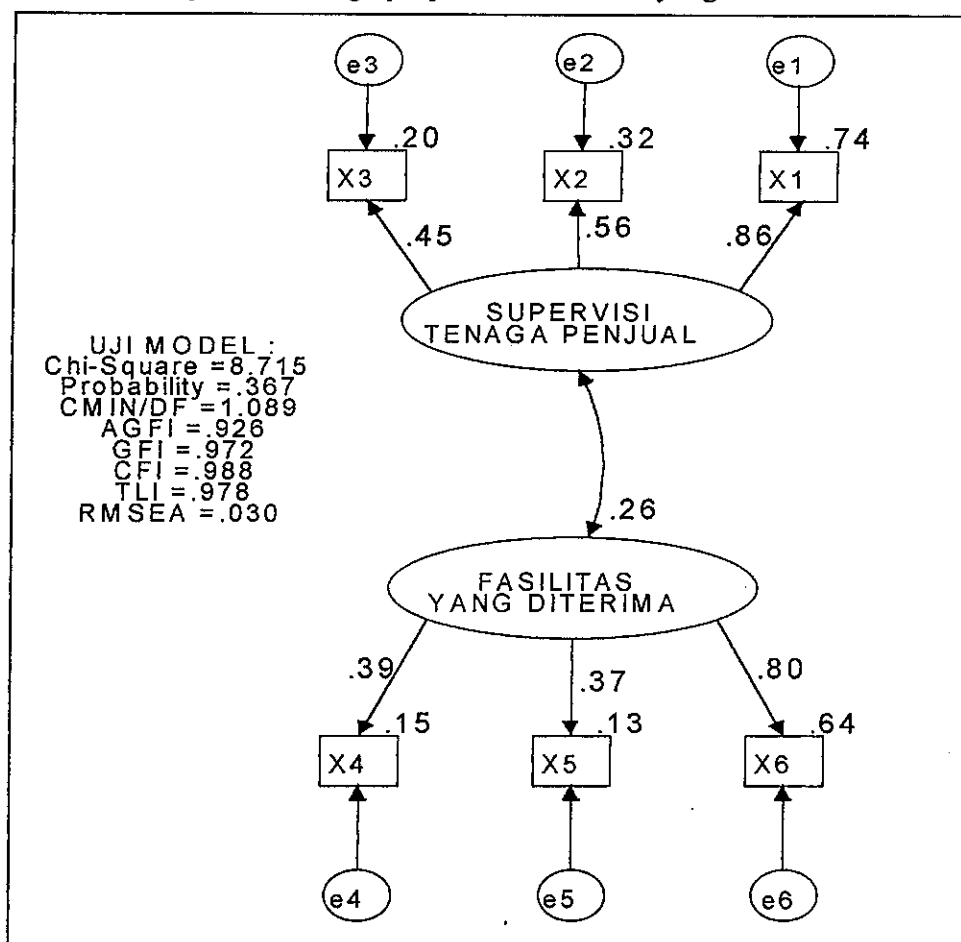 e3 e2 e1
.20 .32 .74
X3 X2 X1
.45 .56 .86
SUPERVISI
TENAGA PENJUAL
UJI MODEL :
Chi-Square =8.715
Probability =.367
CMIN/DF =1.089
AGFI =.926
GFI =.972
CFI =.988
TLI =.978
RMSEA =.030
.26
FASILITAS
YANG DITERIMA
.39 .37 .80
.15 .13 .64
X4 X5 X6
e4 e5 e6